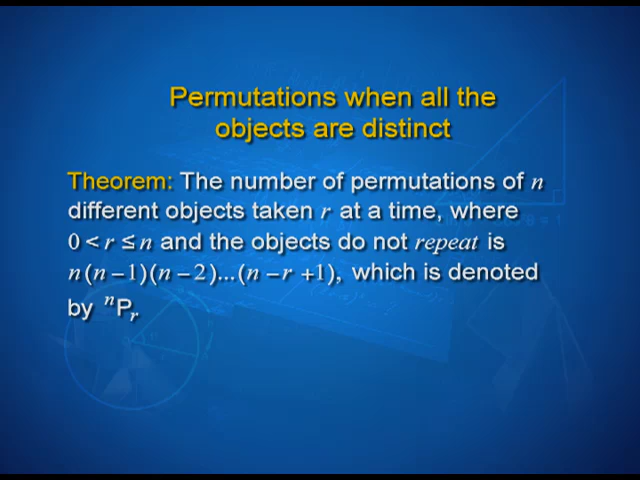 Permutations when all the
objects are distinct
Theorem: The number of permutations of n
different objects taken r at a time, where
0 < r ≤ n and the objects do not repeat is
n(n – 1)(n – 2)...(n – r + 1), which is denoted
by ⁿPᵣ